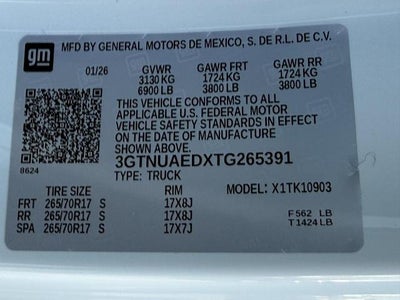 gm
MFD BY GENERAL MOTORS DE MEXICO, S. DE R.L. DE C.V.
01/26 GVWR GAWR FRT GAWR RR
3130 KG 1724 KG 1724 KG
6900 LB 3800 LB 3800 LB
THIS VEHICLE CONFORMS TO ALL
APPLICABLE U.S. FEDERAL MOTOR
VEHICLE SAFETY STANDARDS IN EFFECT
ON THE DATE OF MANUFACTURE
SHOWN ABOVE.
3GTNUAEDXTG265391
8624
TYPE: TRUCK
TIRE SIZE RIM MODEL: X1TK10903
FRT 265/70R17 S 17X8J
RR 265/70R17 S 17X8J
SPA 265/70R17 S 17X7J
F 562 LB
T 1424 LB